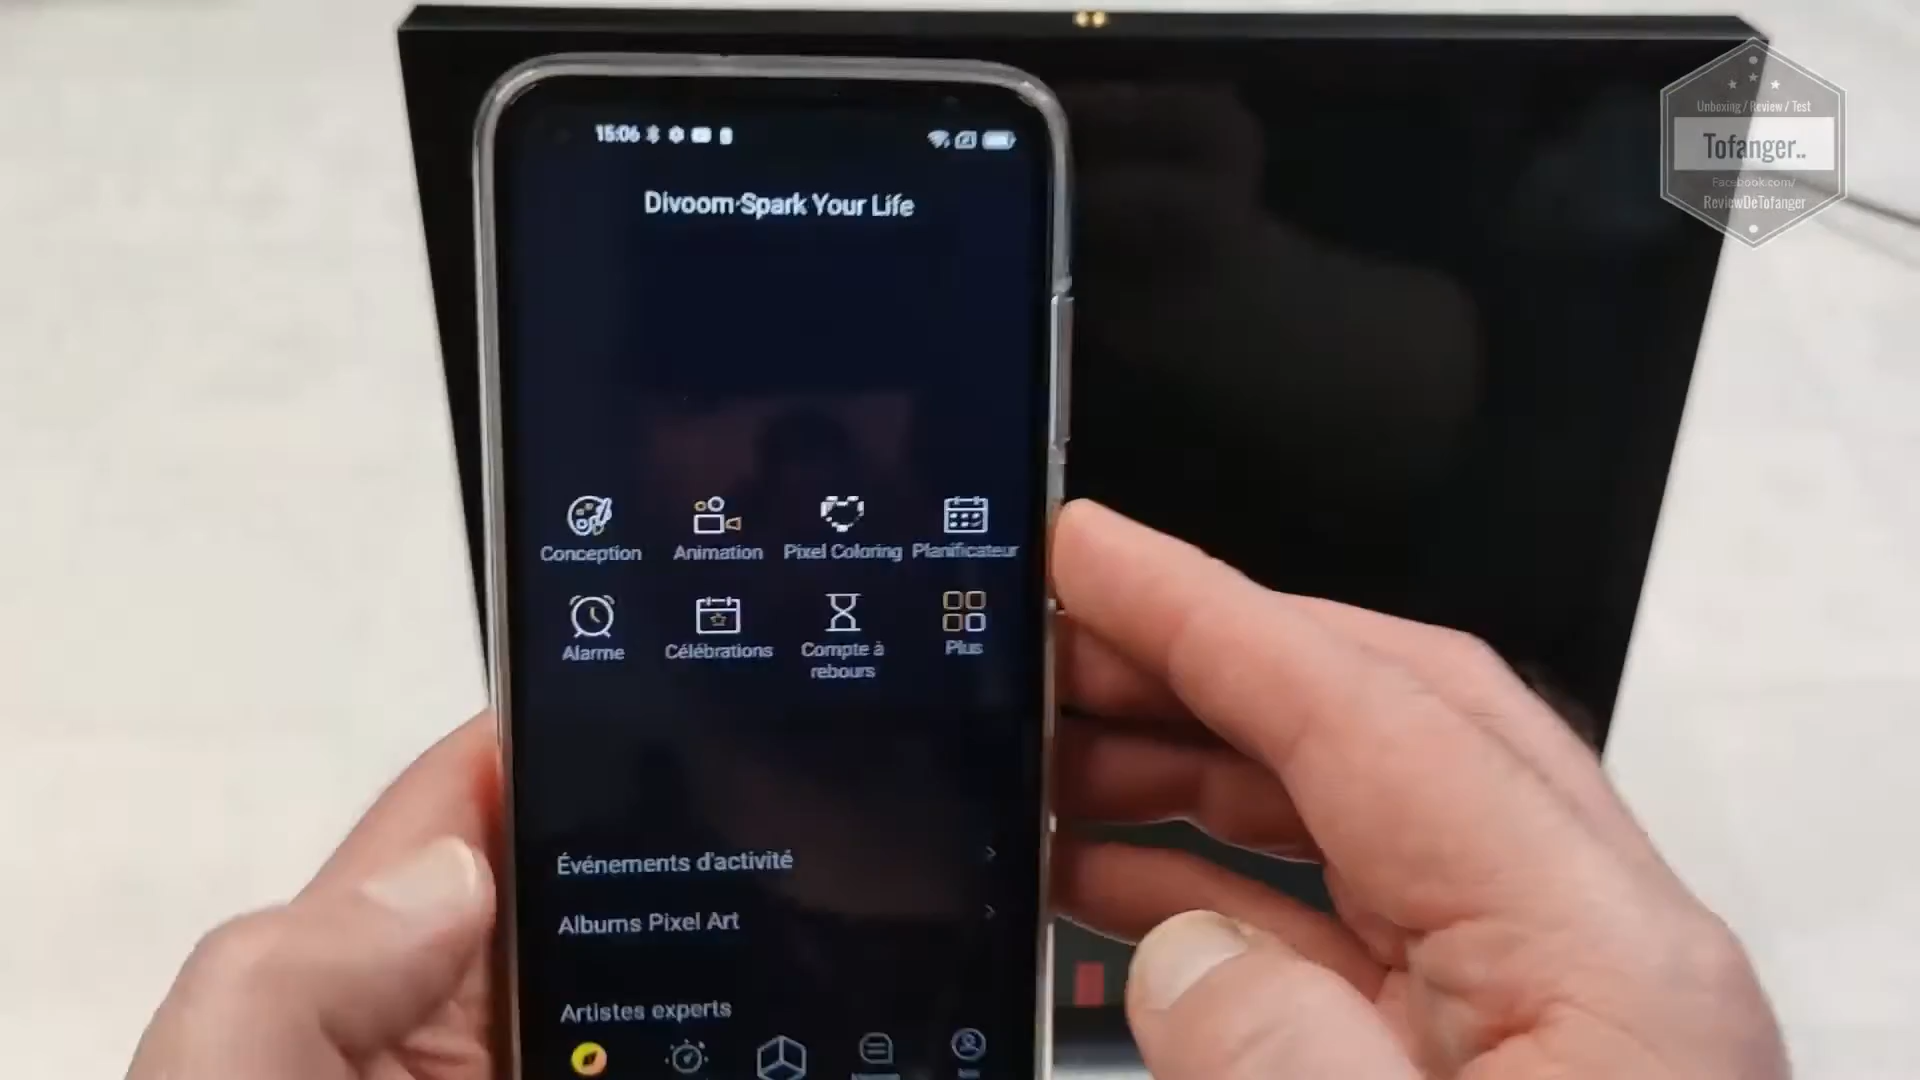 15:06
Divoom·Spark Your Life
Conception
Animation
Pixel Coloring
Planificateur
Alarme
Célébrations
Compte à
rebours
Plus
Événements d'activité
Albums Pixel Art
Artistes experts
Unboxing / Review / Test
Tofanger..
Facebook.com/
ReviewDeTofanger